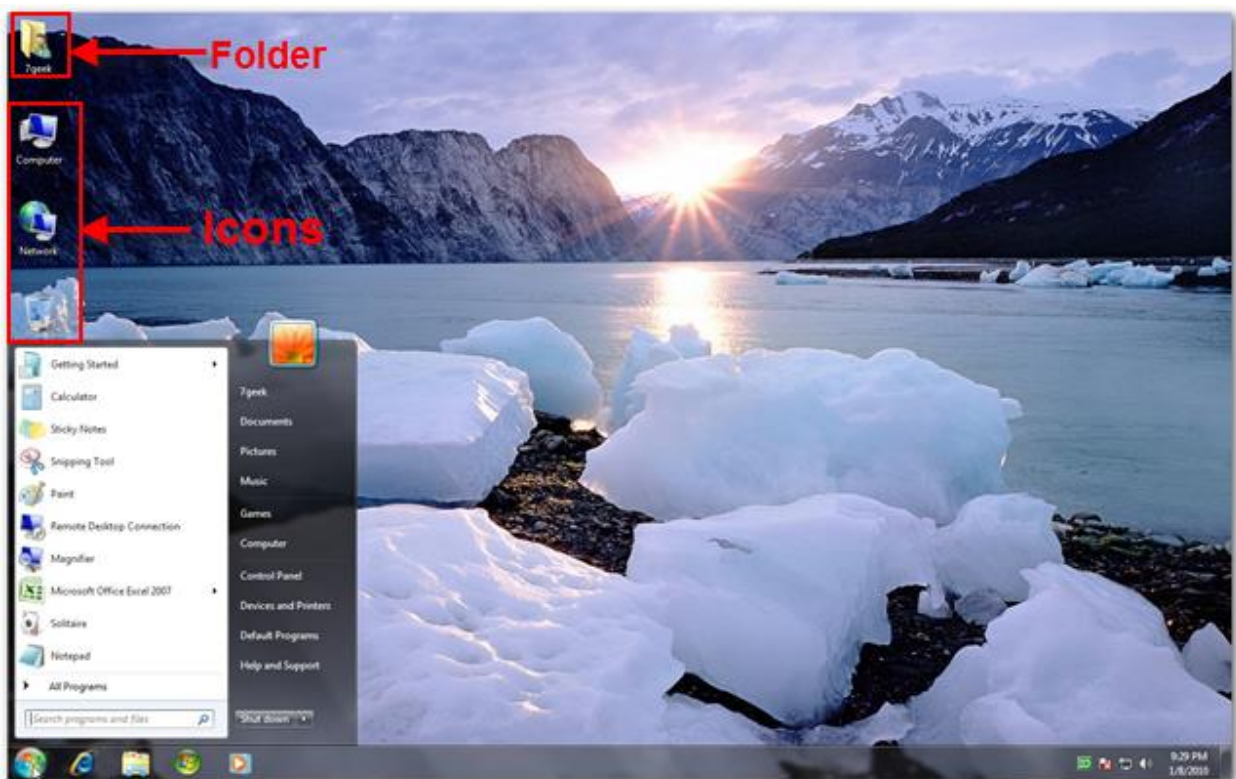 Folder
7geek
Computer
Icons
Network
Getting Started
Calculator
Sticky Notes
Snipping Tool
Paint
Remote Desktop Connection
Magnifier
Microsoft Office Excel 2007
Solitaire
Notepad
All Programs
Search programs and files
7geek
Documents
Pictures
Music
Games
Computer
Control Panel
Devices and Printers
Default Programs
Help and Support
Shut down
9:29 PM
1/8/2010